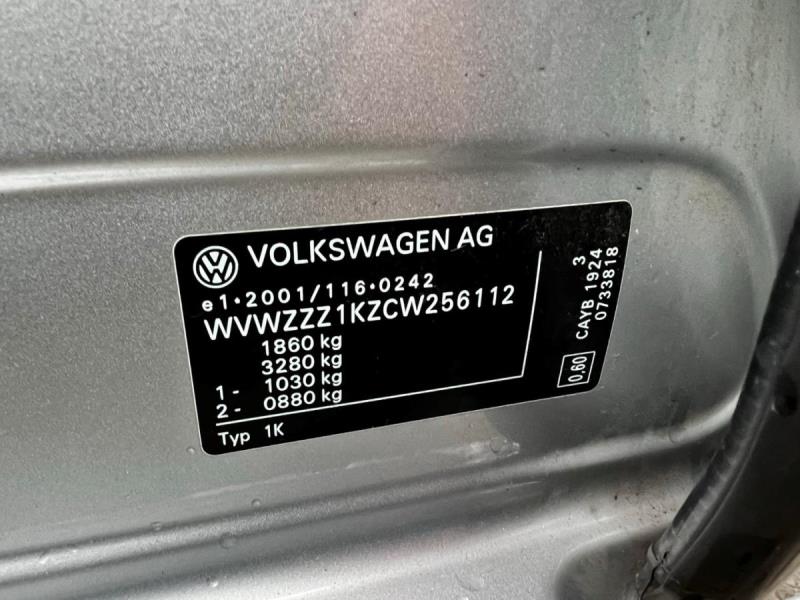 VOLKSWAGEN AG
e1*2001/116*0242
WVWZZZ1KZCW256112
1860 kg
3280 kg
1- 1030 kg
2- 0880 kg
Typ 1K
3
CAYB 1924
0733818
0,60